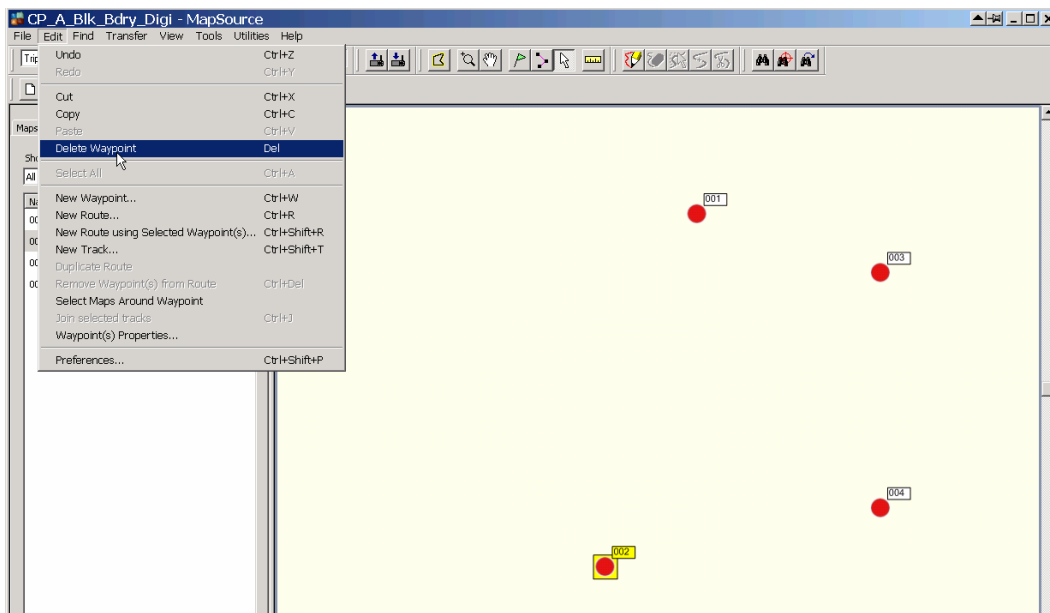 CP_A_Blk_Bdry_Digi - MapSource
File Edit Find Transfer View Tools Utilities Help
Undo Ctrl+Z
Redo Ctrl+Y
Cut Ctrl+X
Copy Ctrl+C
Paste Ctrl+V
Delete Waypoint Del
Select All Ctrl+A
New Waypoint... Ctrl+W
New Route... Ctrl+R
New Route using Selected Waypoint(s)... Ctrl+Shift+R
New Track... Ctrl+Shift+T
Duplicate Route
Remove Waypoint(s) from Route Ctrl+Del
Select Maps Around Waypoint
Join selected tracks Ctrl+J
Waypoint(s) Properties...
Preferences... Ctrl+Shift+P
Maps
All
001
003
004
002